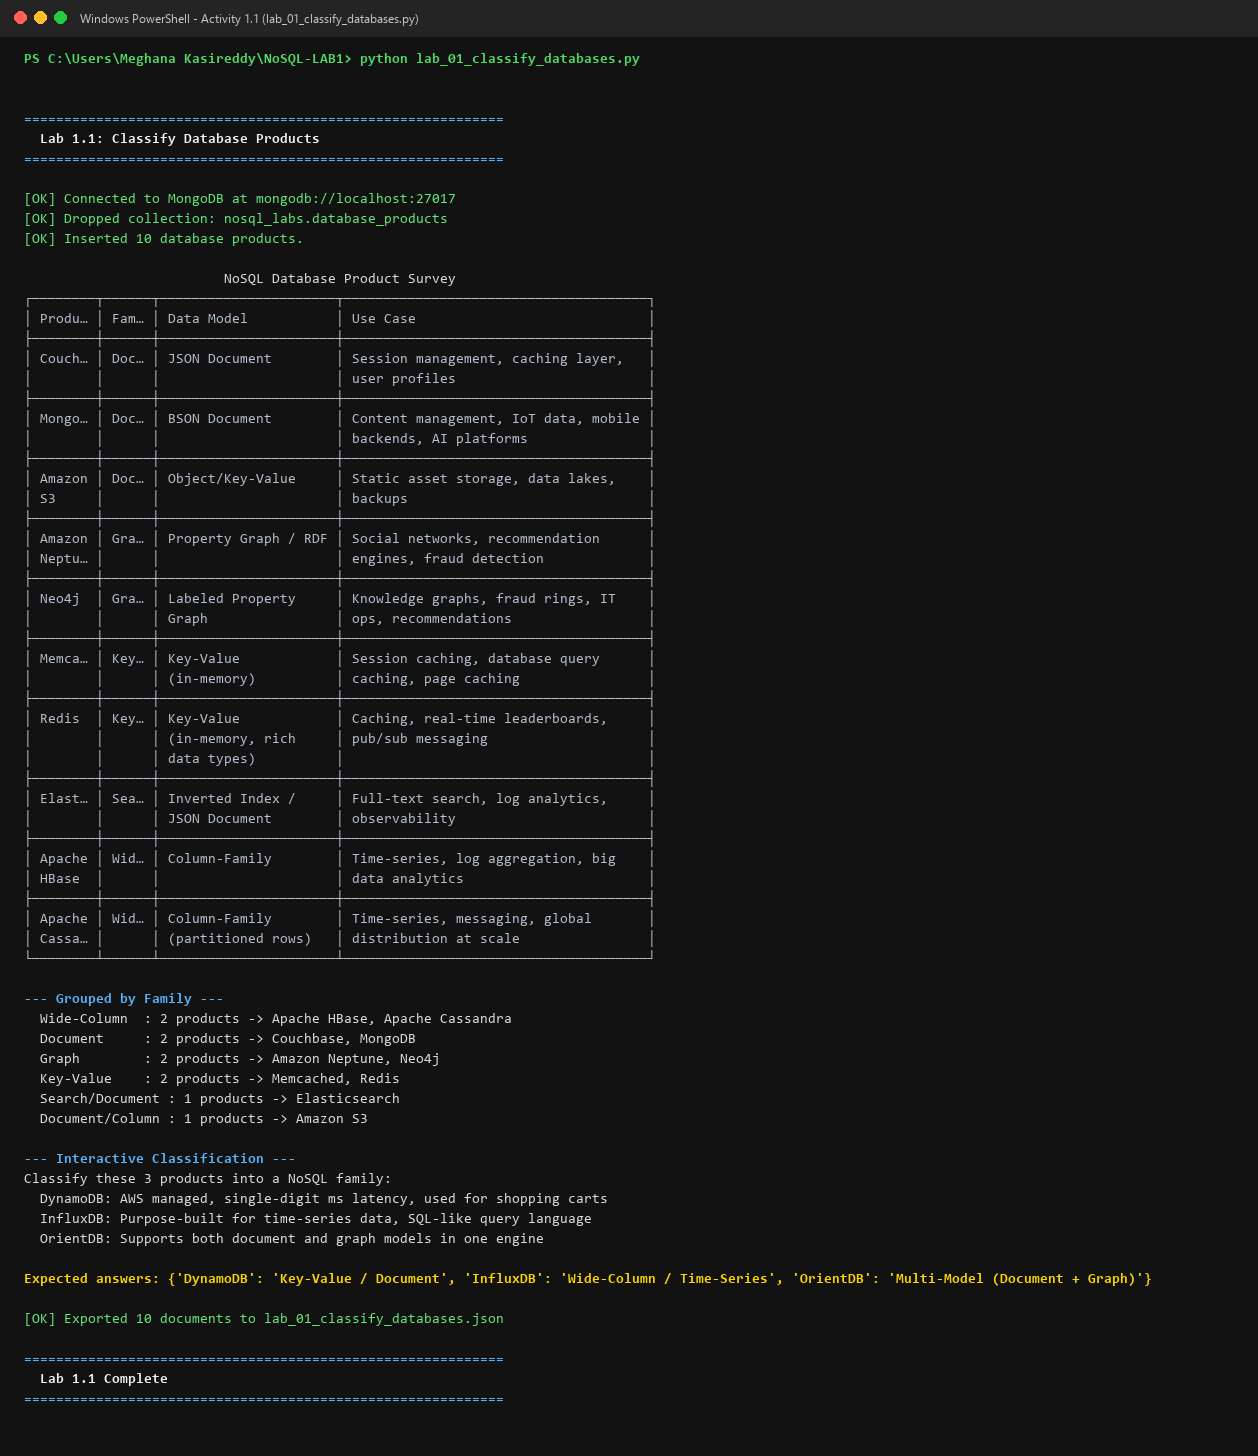 Windows PowerShell - Activity 1.1 (lab_01_classify_databases.py)
PS C:\Users\Meghana Kasireddy\NoSQL-LAB1> python lab_01_classify_databases.py
============================================================
  Lab 1.1: Classify Database Products
============================================================
[OK] Connected to MongoDB at mongodb://localhost:27017
[OK] Dropped collection: nosql_labs.database_products
[OK] Inserted 10 database products.
NoSQL Database Product Survey
│ Produ… │ Fam… │ Data Model │ Use Case │
│ Couch… │ Doc… │ JSON Document │ Session management, caching layer, │
│ │ │ │ user profiles │
│ Mongo… │ Doc… │ BSON Document │ Content management, IoT data, mobile │
│ │ │ │ backends, AI platforms │
│ Amazon │ Doc… │ Object/Key-Value │ Static asset storage, data lakes, │
│ S3 │ │ │ backups │
│ Amazon │ Gra… │ Property Graph / RDF │ Social networks, recommendation │
│ Neptu… │ │ │ engines, fraud detection │
│ Neo4j │ Gra… │ Labeled Property │ Knowledge graphs, fraud rings, IT │
│ │ │ Graph │ ops, recommendations │
│ Memca… │ Key… │ Key-Value │ Session caching, database query │
│ │ │ (in-memory) │ caching, page caching │
│ Redis │ Key… │ Key-Value │ Caching, real-time leaderboards, │
│ │ │ (in-memory, rich │ pub/sub messaging │
│ │ │ data types) │ │
│ Elast… │ Sea… │ Inverted Index / │ Full-text search, log analytics, │
│ │ │ JSON Document │ observability │
│ Apache │ Wid… │ Column-Family │ Time-series, log aggregation, big │
│ HBase │ │ │ data analytics │
│ Apache │ Wid… │ Column-Family │ Time-series, messaging, global │
│ Cassa… │ │ (partitioned rows) │ distribution at scale │
--- Grouped by Family ---
  Wide-Column  : 2 products -> Apache HBase, Apache Cassandra
  Document     : 2 products -> Couchbase, MongoDB
  Graph        : 2 products -> Amazon Neptune, Neo4j
  Key-Value    : 2 products -> Memcached, Redis
  Search/Document : 1 products -> Elasticsearch
  Document/Column : 1 products -> Amazon S3
--- Interactive Classification ---
Classify these 3 products into a NoSQL family:
  DynamoDB: AWS managed, single-digit ms latency, used for shopping carts
  InfluxDB: Purpose-built for time-series data, SQL-like query language
  OrientDB: Supports both document and graph models in one engine
Expected answers: {'DynamoDB': 'Key-Value / Document', 'InfluxDB': 'Wide-Column / Time-Series', 'OrientDB': 'Multi-Model (Document + Graph)'}
[OK] Exported 10 documents to lab_01_classify_databases.json
============================================================
  Lab 1.1 Complete
============================================================